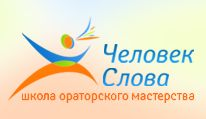 Человек
Слова
школа ораторского мастерства